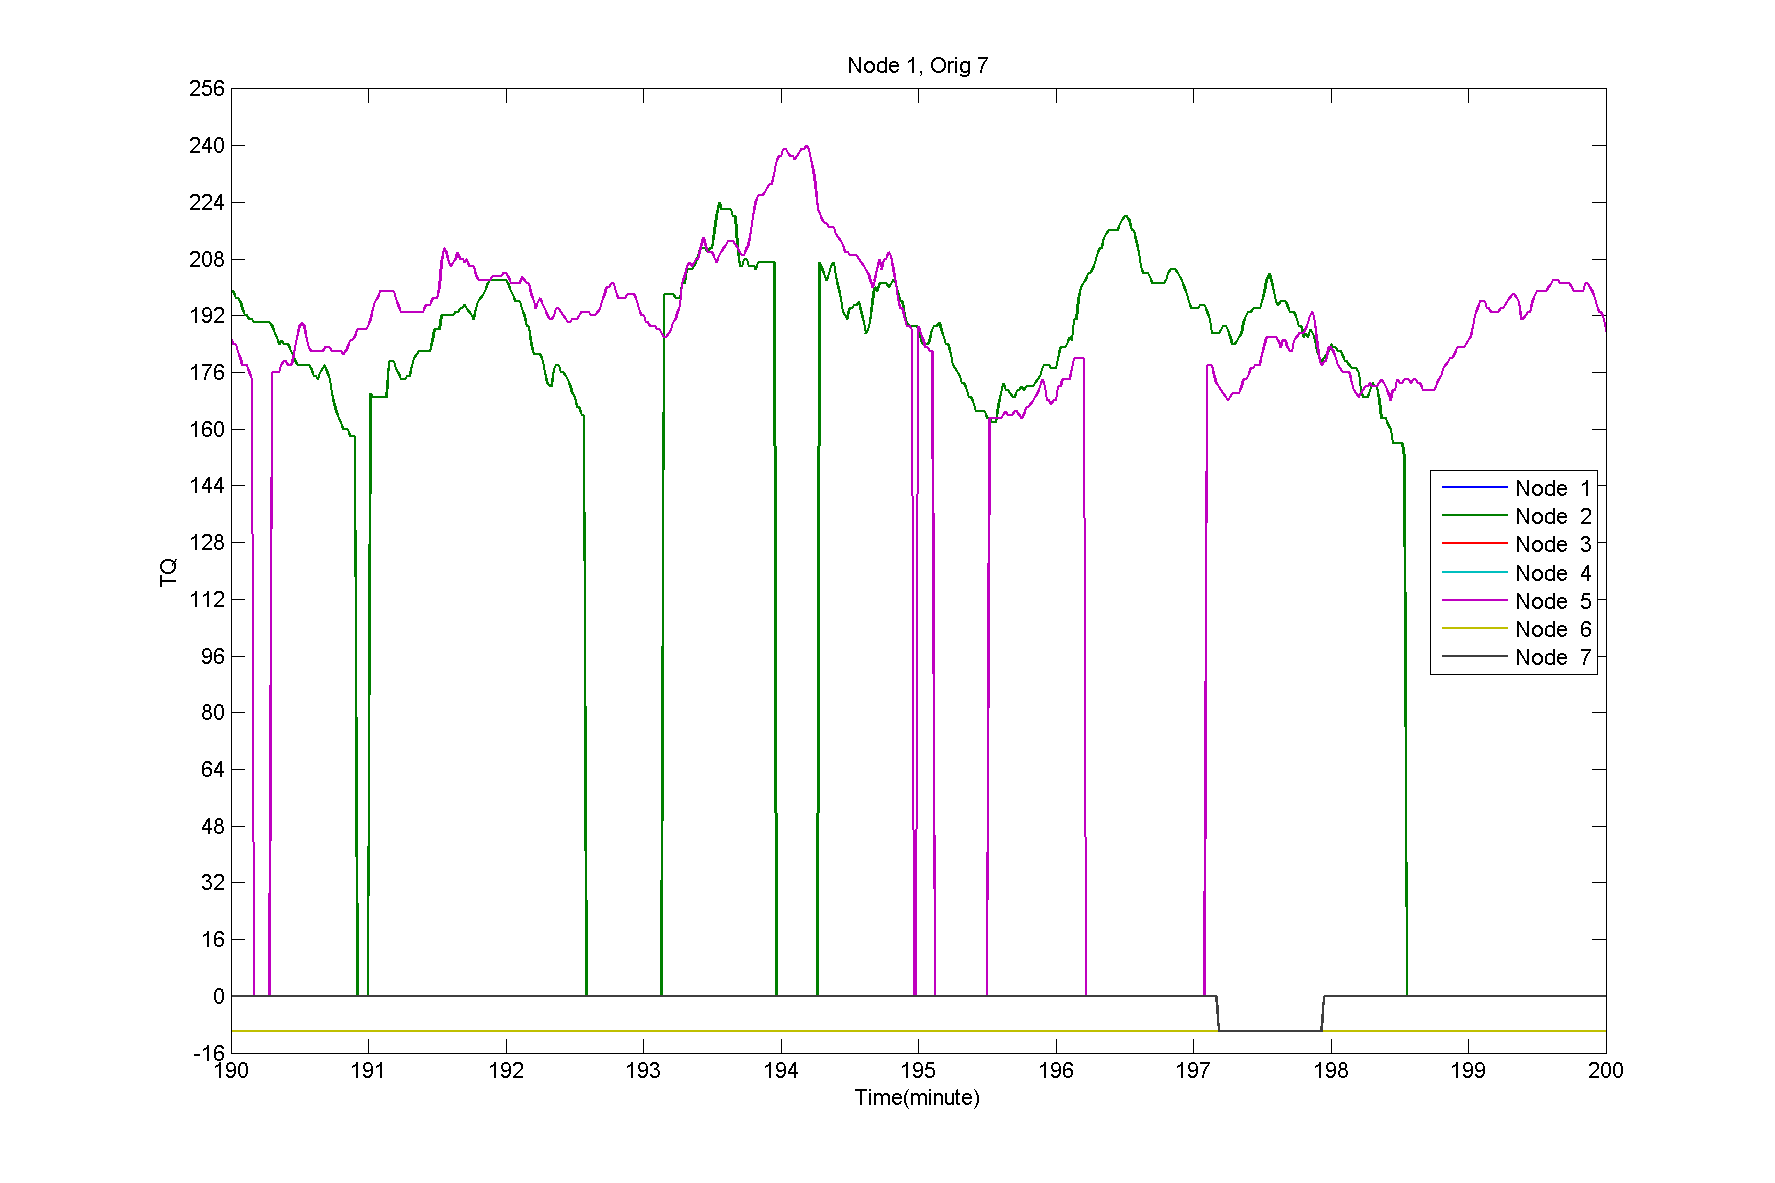 Node 1, Orig 7
256
240
224
208
192
176
160
144
128
112
96
80
64
48
32
16
0
-16
TQ
190 191 192 193 194 195 196 197 198 199 200
Time(minute)
Node 1
Node 2
Node 3
Node 4
Node 5
Node 6
Node 7